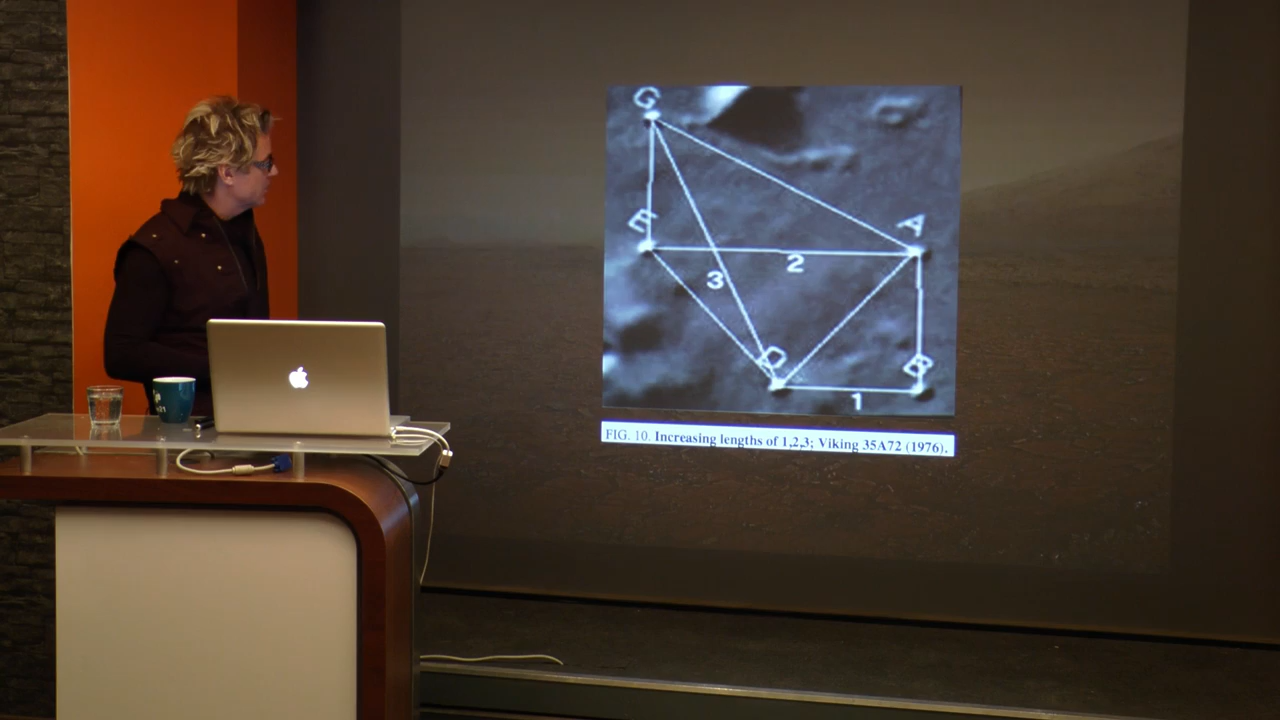 G
E
A
2
3
D
B
1
FIG. 10. Increasing lengths of 1,2,3; Viking 35A72 (1976).